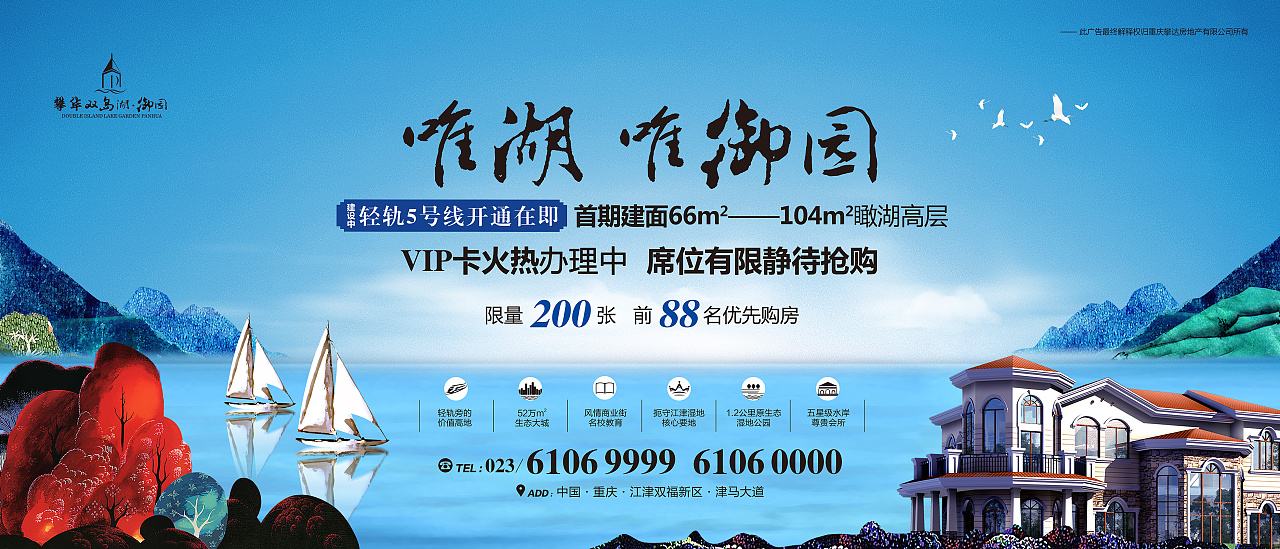 —— 此广告最终解释权归重庆攀达房地产有限公司所有
攀华双岛湖·御园
DOUBLE ISLAND LAKE GARDEN PANHUA
唯湖 唯御园
建设中 轻轨5号线开通在即 首期建面66m²——104m²瞰湖高层
VIP卡火热办理中 席位有限静待抢购
限量 200 张 前 88 名优先购房
轻轨旁的
价值高地
52万㎡
生态大城
风情商业街
名校教育
扼守江津湿地
核心要地
1.2公里原生态
湿地公园
五星级水岸
尊贵会所
TEL : 023/ 6106 9999 6106 0000
ADD : 中国 · 重庆 · 江津双福新区 · 津马大道